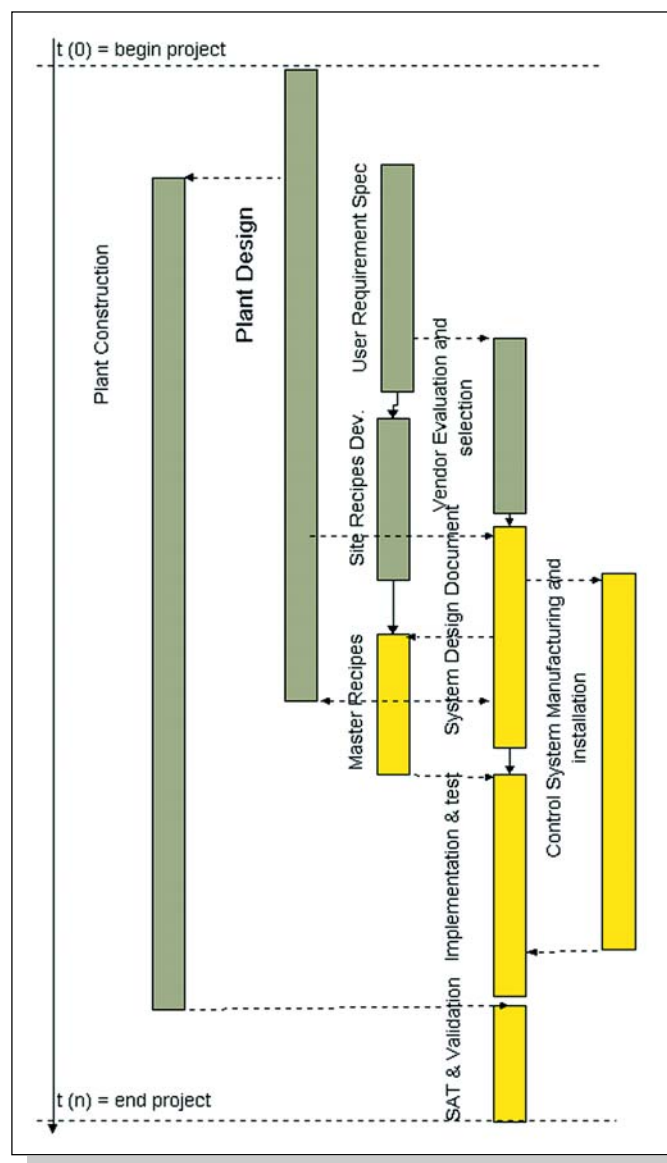 t (0) = begin project
Plant Construction
Plant Design
User Requirement Spec
Site Recipes Dev.
Master Recipes
Vendor Evaluation and
selection
System Design Document
Implementation & test
SAT & Validation
Control System Manufacturing and
installation
t (n) = end project